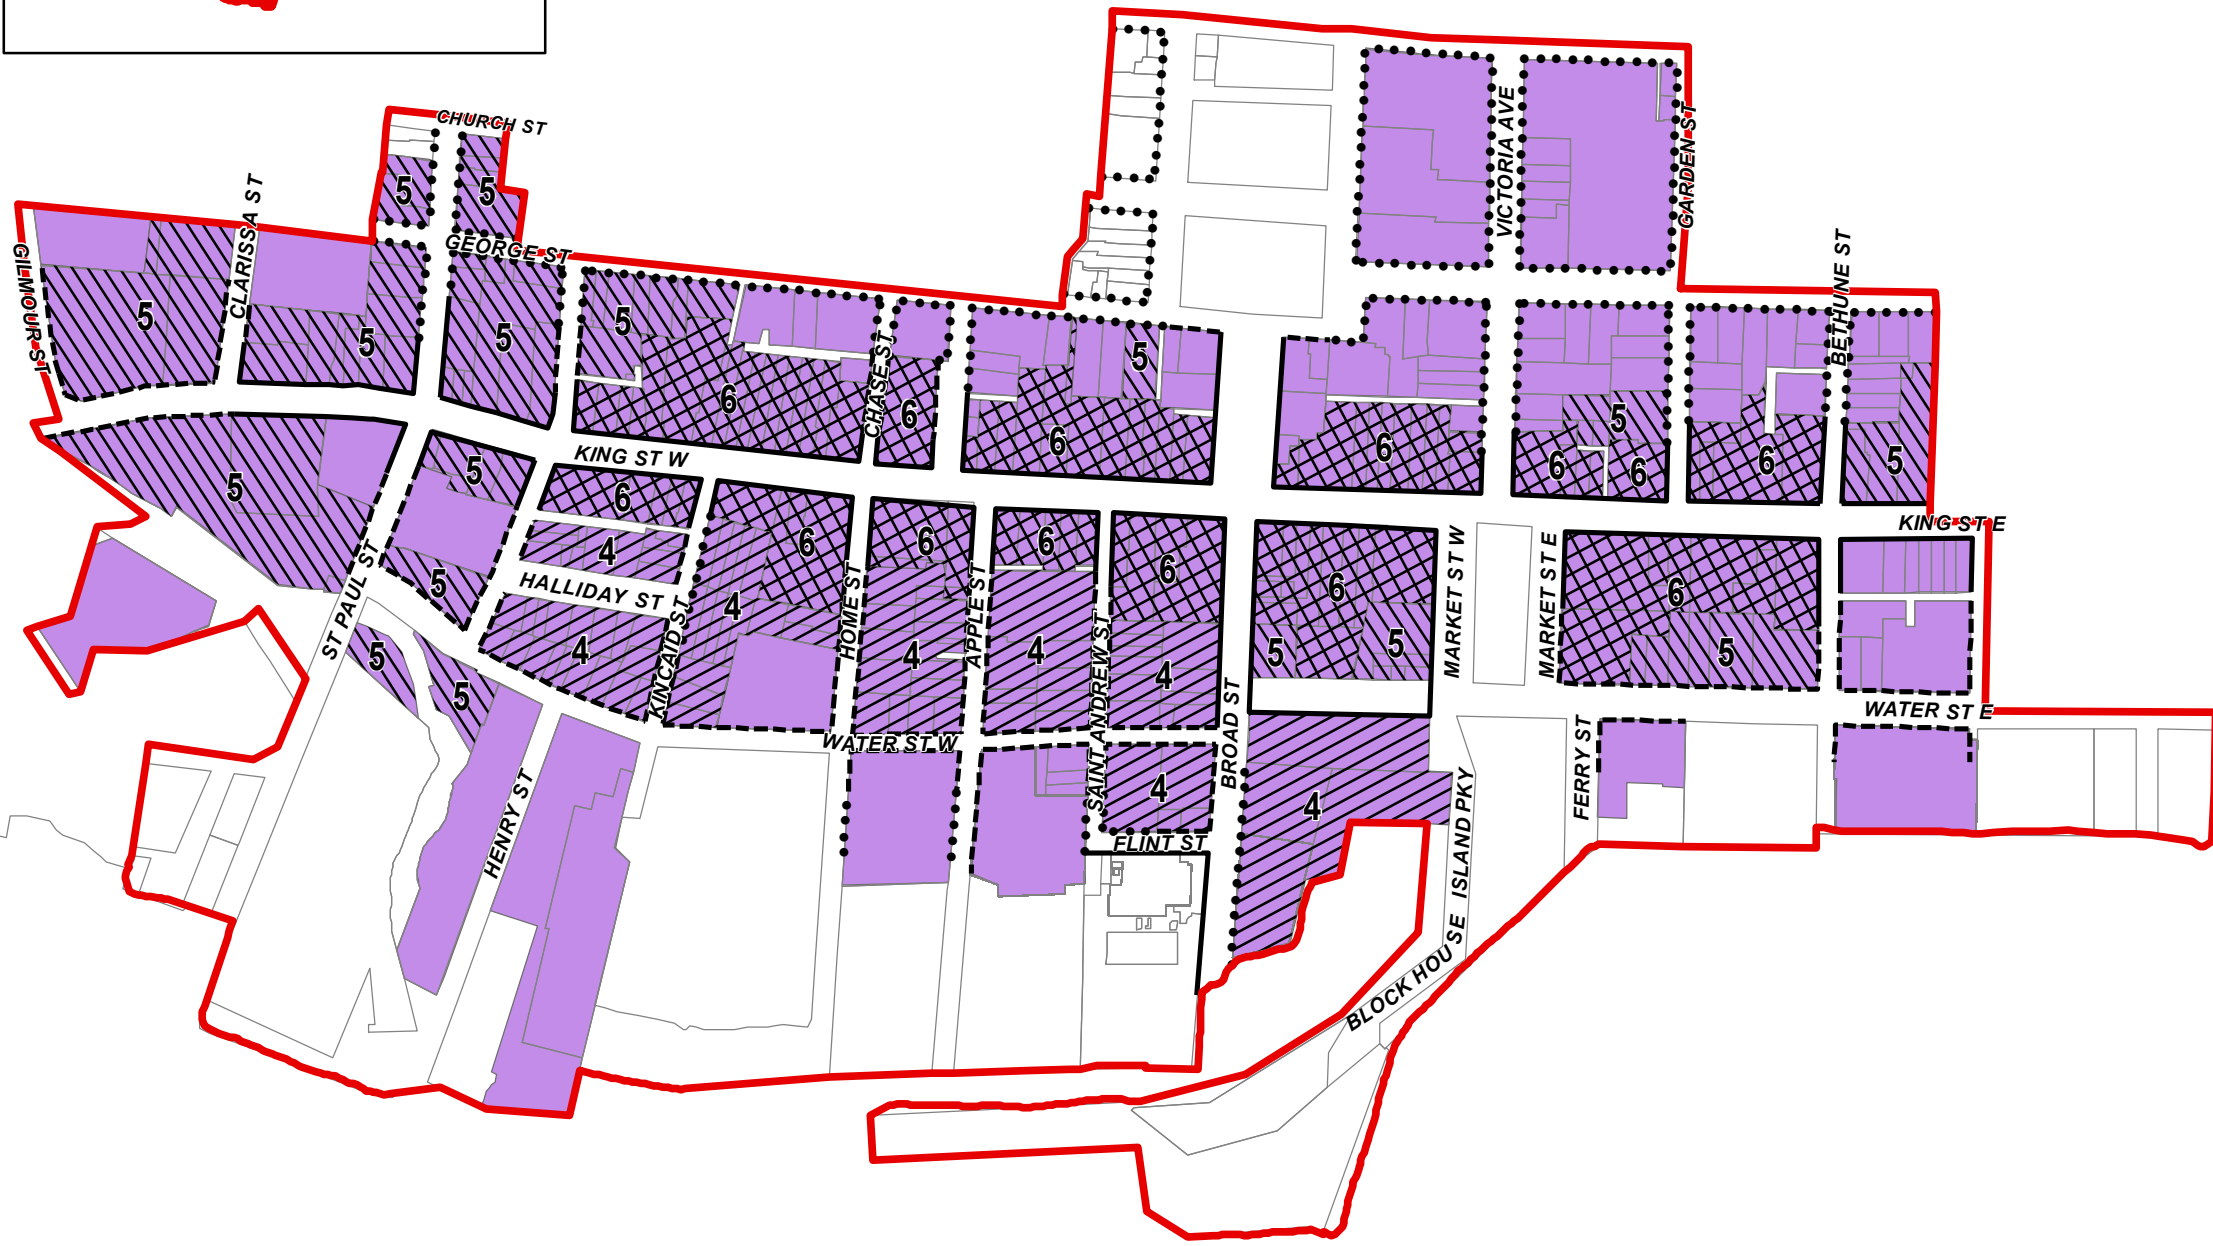 CHURCH ST
VICTORIA AVE
GARDEN ST
5
5
CLARISSA ST
GEORGE ST
GILMOUR ST
BETHUNE ST
5
5
5
5
5
CHASE ST
6
6
6
5
6
5
6
6
6
5
KING ST W
5
5
6
4
5
HALLIDAY ST
ST PAUL ST
5
5
4
KINCAID ST
6
4
HOME ST
6
4
APPLE ST
6
4
SAINT ANDREW ST
6
4
BROAD ST
6
5
5
MARKET ST W
MARKET ST E
6
5
KING ST E
WATER ST E
WATER ST W
HENRY ST
4
FLINT ST
4
BLOCK HOUSE ISLAND PKY
FERRY ST